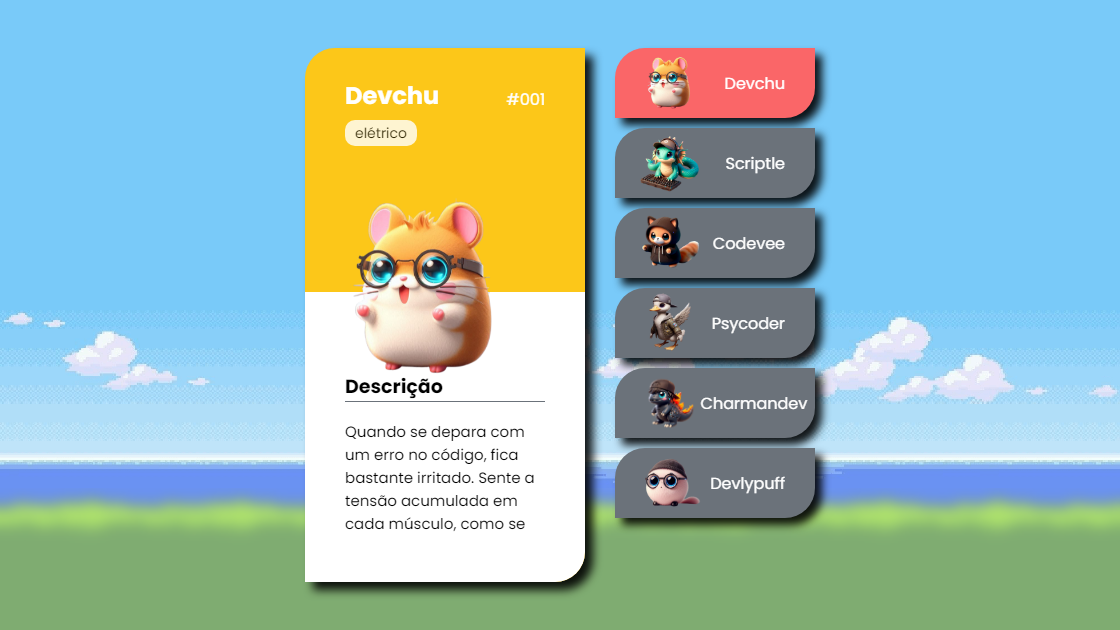 Devchu
#001
elétrico
Descrição
Quando se depara com
um erro no código, fica
bastante irritado. Sente a
tensão acumulada em
cada músculo, como se
Devchu
Scriptle
Codevee
Psycoder
Charmandev
Devlypuff